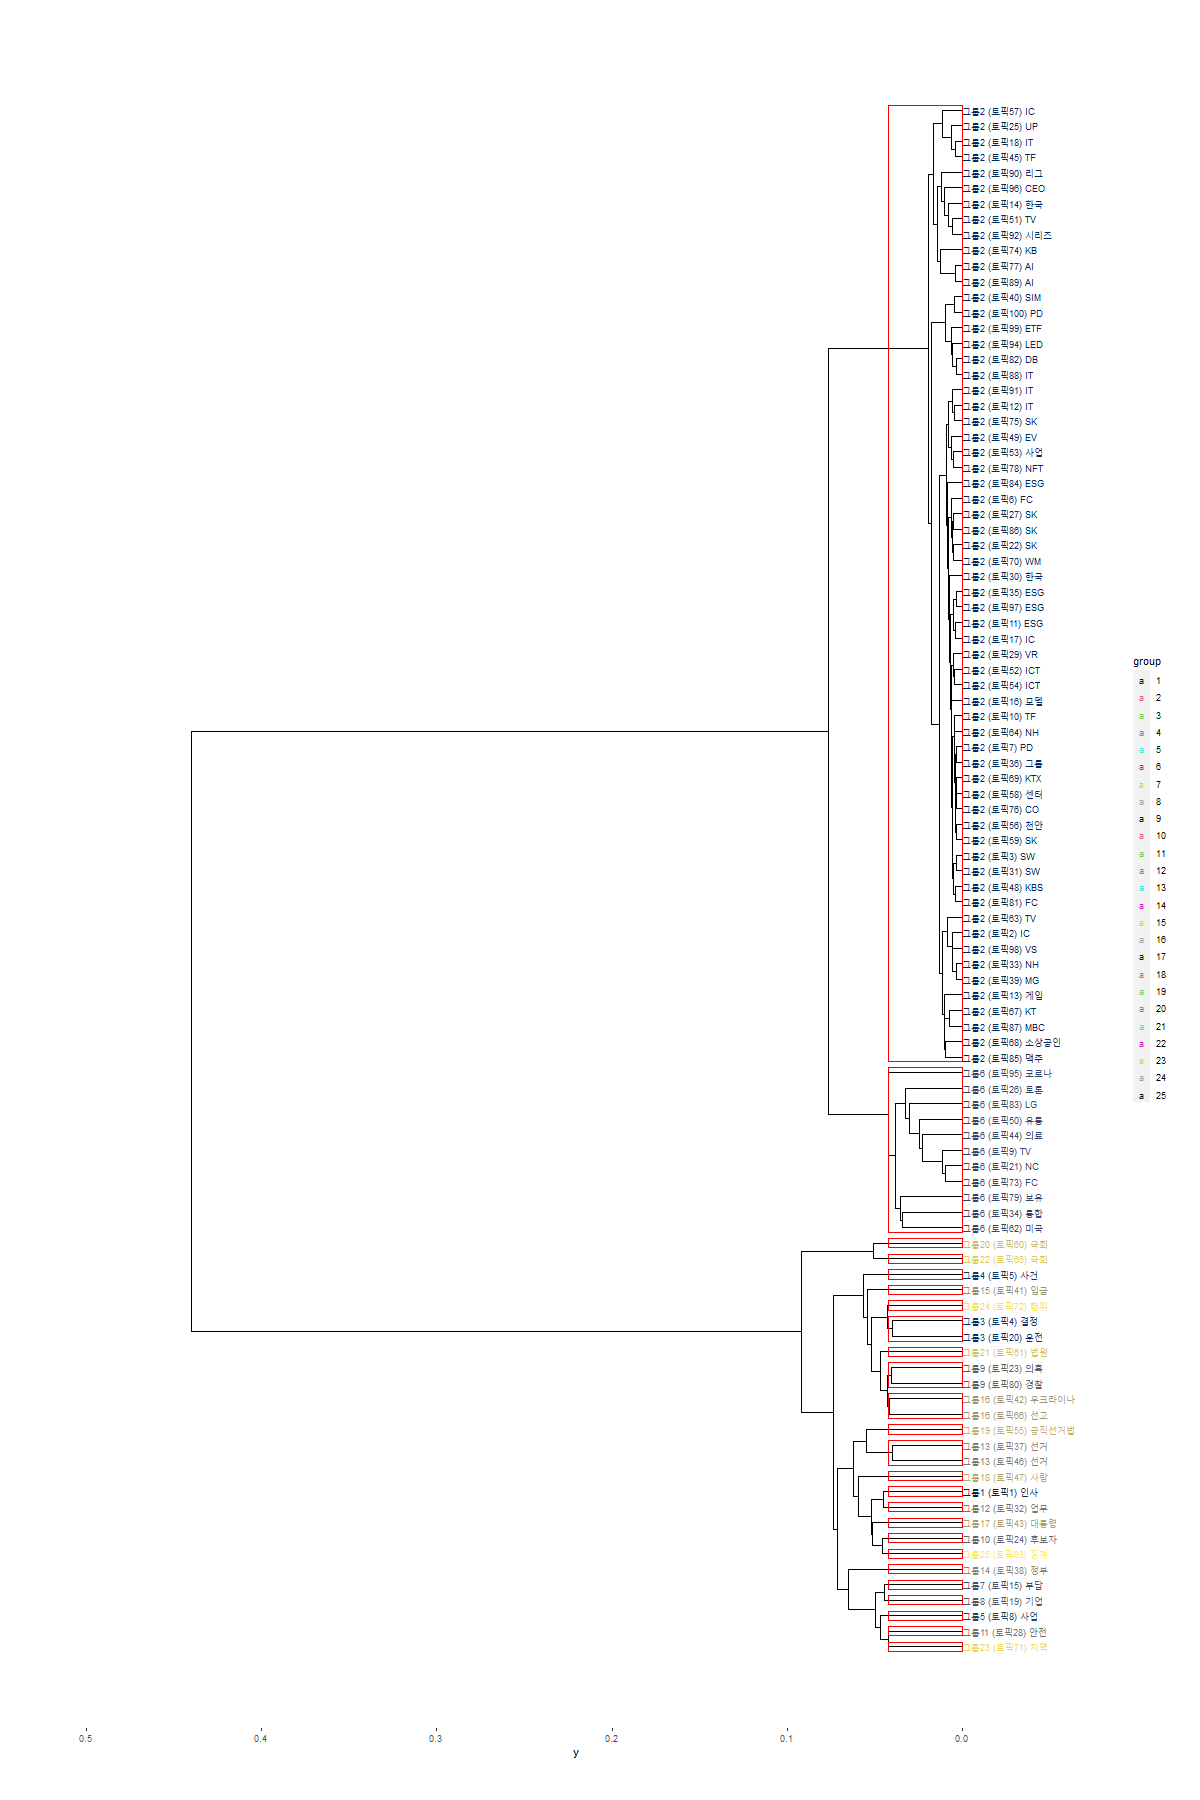 그룹2 (토픽57) IC
그룹2 (토픽25) UP
그룹2 (토픽18) IT
그룹2 (토픽45) TF
그룹2 (토픽90) 리그
그룹2 (토픽96) CEO
그룹2 (토픽14) 한국
그룹2 (토픽51) TV
그룹2 (토픽92) 시리즈
그룹2 (토픽74) KB
그룹2 (토픽77) AI
그룹2 (토픽89) AI
그룹2 (토픽40) SIM
그룹2 (토픽100) PD
그룹2 (토픽99) ETF
그룹2 (토픽94) LED
그룹2 (토픽82) DB
그룹2 (토픽88) IT
그룹2 (토픽91) IT
그룹2 (토픽12) IT
그룹2 (토픽75) SK
그룹2 (토픽49) EV
그룹2 (토픽53) 사업
그룹2 (토픽78) NFT
그룹2 (토픽84) ESG
그룹2 (토픽6) FC
그룹2 (토픽27) SK
그룹2 (토픽86) SK
그룹2 (토픽22) SK
그룹2 (토픽70) WM
그룹2 (토픽30) 한국
그룹2 (토픽35) ESG
그룹2 (토픽97) ESG
그룹2 (토픽11) ESG
그룹2 (토픽17) IC
그룹2 (토픽29) VR
그룹2 (토픽52) ICT
그룹2 (토픽54) ICT
그룹2 (토픽16) 모델
그룹2 (토픽10) TF
그룹2 (토픽64) NH
그룹2 (토픽7) PD
그룹2 (토픽36) 그룹
그룹2 (토픽69) KTX
그룹2 (토픽58) 센터
그룹2 (토픽76) CO
그룹2 (토픽56) 천안
그룹2 (토픽59) SK
그룹2 (토픽3) SW
그룹2 (토픽31) SW
그룹2 (토픽48) KBS
그룹2 (토픽81) FC
그룹2 (토픽63) TV
그룹2 (토픽2) IC
그룹2 (토픽98) VS
그룹2 (토픽33) NH
그룹2 (토픽39) MG
그룹2 (토픽13) 게임
그룹2 (토픽67) KT
그룹2 (토픽87) MBC
그룹2 (토픽68) 소상공인
그룹2 (토픽85) 맥주
그룹6 (토픽95) 코로나
그룹6 (토픽26) 토론
그룹6 (토픽83) LG
그룹6 (토픽50) 유통
그룹6 (토픽44) 의료
그룹6 (토픽9) TV
그룹6 (토픽21) NC
그룹6 (토픽73) FC
그룹6 (토픽79) 보유
그룹6 (토픽34) 통합
그룹6 (토픽62) 미국
그룹20 (토픽60) 국회
그룹22 (토픽65) 국회
그룹4 (토픽5) 사건
그룹15 (토픽41) 임금
그룹24 (토픽72) 행위
그룹3 (토픽4) 결정
그룹3 (토픽20) 운전
그룹21 (토픽61) 법원
그룹9 (토픽23) 의혹
그룹9 (토픽80) 경찰
그룹16 (토픽42) 우크라이나
그룹16 (토픽66) 선고
그룹19 (토픽55) 공직선거법
그룹13 (토픽37) 선거
그룹13 (토픽46) 선거
그룹18 (토픽47) 사람
그룹1 (토픽1) 인사
그룹12 (토픽32) 업무
그룹17 (토픽43) 대통령
그룹10 (토픽24) 후보자
그룹25 (토픽93) 징계
그룹14 (토픽38) 정부
그룹7 (토픽15) 부담
그룹8 (토픽19) 기업
그룹5 (토픽8) 사업
그룹11 (토픽28) 안전
그룹23 (토픽71) 지역
group
a 1
a 2
a 3
a 4
a 5
a 6
a 7
a 8
a 9
a 10
a 11
a 12
a 13
a 14
a 15
a 16
a 17
a 18
a 19
a 20
a 21
a 22
a 23
a 24
a 25
0.5 0.4 0.3 0.2 0.1 0.0
y